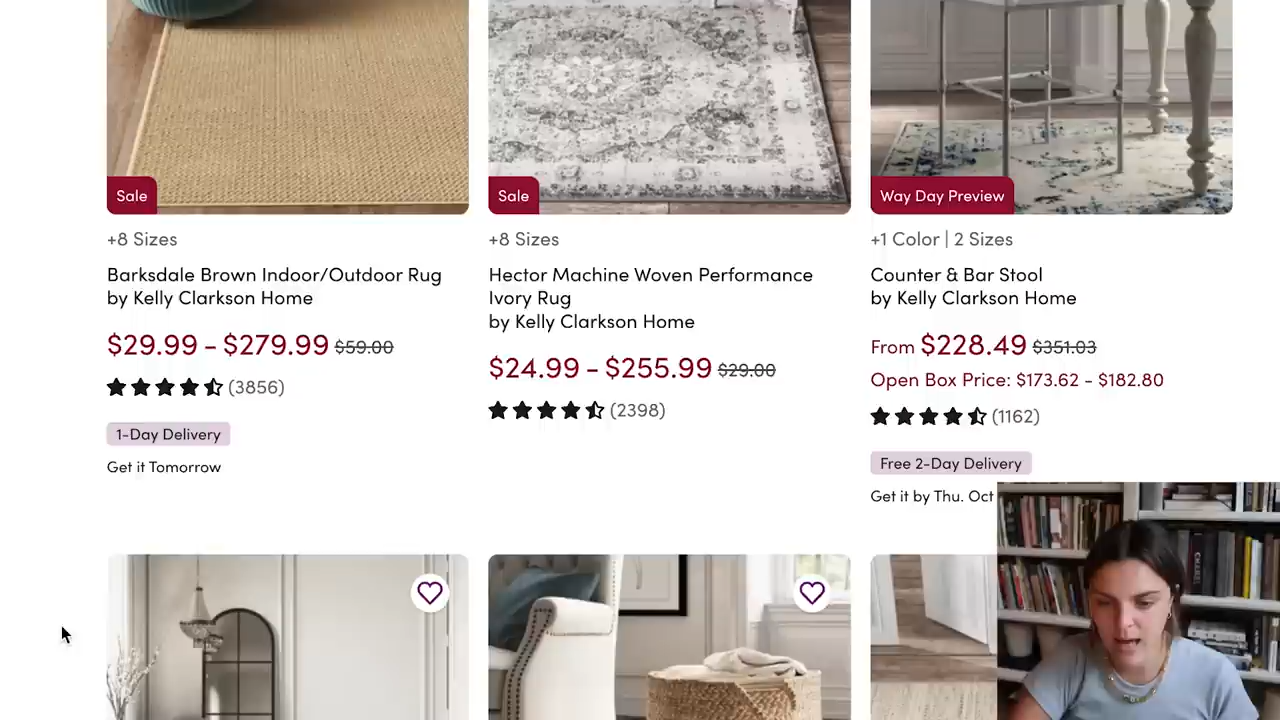 Sale
+8 Sizes
Barksdale Brown Indoor/Outdoor Rug
by Kelly Clarkson Home
$29.99 – $279.99 $59.00
(3856)
1-Day Delivery
Get it Tomorrow
Sale
+8 Sizes
Hector Machine Woven Performance
Ivory Rug
by Kelly Clarkson Home
$24.99 – $255.99 $29.00
(2398)
Way Day Preview
+1 Color | 2 Sizes
Counter & Bar Stool
by Kelly Clarkson Home
From $228.49 $351.03
Open Box Price: $173.62 - $182.80
(1162)
Free 2-Day Delivery
Get it by Thu. Oct